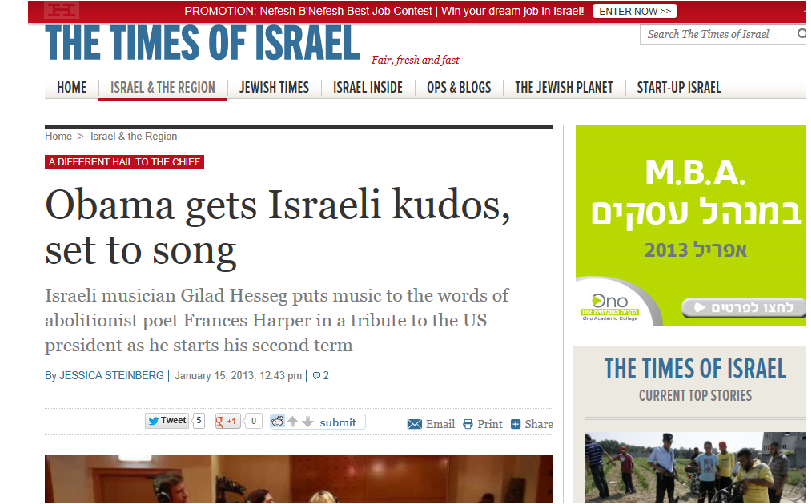 PROMOTION: Nefesh B'Nefesh Best Job Contest | Win your dream job in Israel! ENTER NOW >>
THE TIMES OF ISRAEL
Fair, fresh and fast
Search The Times of Israel
HOME
ISRAEL & THE REGION
JEWISH TIMES
ISRAEL INSIDE
OPS & BLOGS
THE JEWISH PLANET
START-UP ISRAEL
Home > Israel & the Region
A DIFFERENT HAIL TO THE CHIEF
Obama gets Israeli kudos,
set to song
Israeli musician Gilad Hesseg puts music to the words of
abolitionist poet Frances Harper in a tribute to the US
president as he starts his second term
By JESSICA STEINBERG | January 15, 2013, 12:43 pm | 2
Tweet 5
g +1 0
submit
Email
Print
Share
M.B.A.
במנהל עסקים
אפריל 2013
Ono
Ono Academic College
לחצו לפרטים
THE TIMES OF ISRAEL
CURRENT TOP STORIES